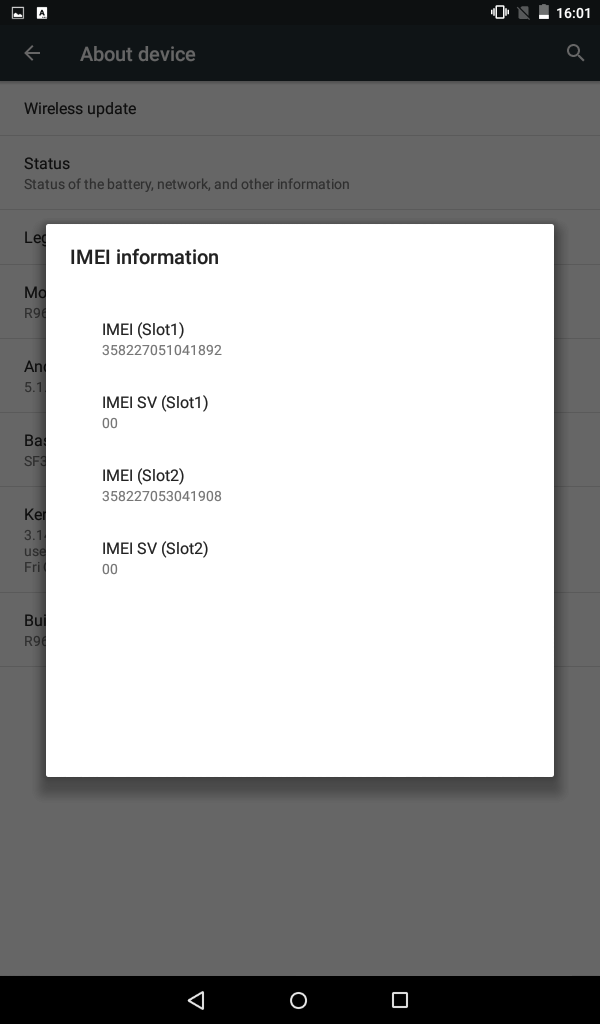 16:01
About device
Wireless update
Status
Status of the battery, network, and other information
IMEI information
IMEI (Slot1)
358227051041892
IMEI SV (Slot1)
00
IMEI (Slot2)
358227053041908
IMEI SV (Slot2)
00
Leg
Mo
R96
And
5.1.
Bas
SF3
Ker
3.14
use
Fri
Bui
R96